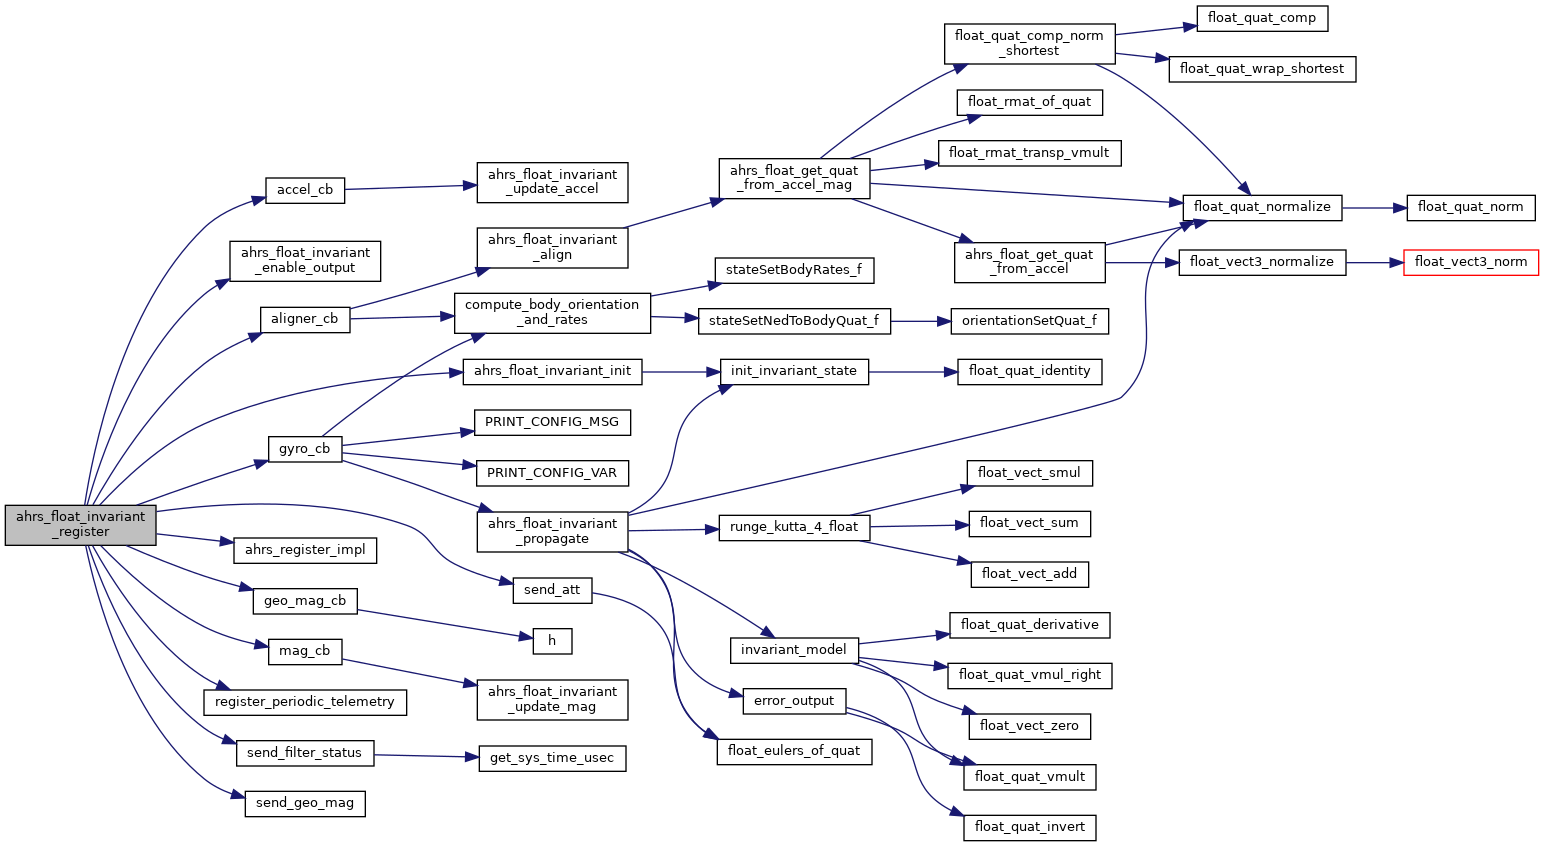 ahrs_float_invariant
_register
accel_cb
ahrs_float_invariant
_enable_output
aligner_cb
gyro_cb
ahrs_register_impl
geo_mag_cb
mag_cb
register_periodic_telemetry
send_filter_status
send_geo_mag
ahrs_float_invariant
_update_accel
ahrs_float_invariant
_align
compute_body_orientation
_and_rates
ahrs_float_invariant_init
PRINT_CONFIG_MSG
PRINT_CONFIG_VAR
ahrs_float_invariant
_propagate
send_att
h
ahrs_float_invariant
_update_mag
get_sys_time_usec
ahrs_float_get_quat
_from_accel_mag
stateSetBodyRates_f
stateSetNedToBodyQuat_f
init_invariant_state
runge_kutta_4_float
invariant_model
error_output
float_eulers_of_quat
float_quat_comp_norm
_shortest
float_rmat_of_quat
float_rmat_transp_vmult
ahrs_float_get_quat
_from_accel
orientationSetQuat_f
float_quat_identity
float_vect_smul
float_vect_sum
float_vect_add
float_quat_derivative
float_quat_vmul_right
float_vect_zero
float_quat_vmult
float_quat_invert
float_quat_comp
float_quat_wrap_shortest
float_quat_normalize
float_vect3_normalize
float_quat_norm
float_vect3_norm